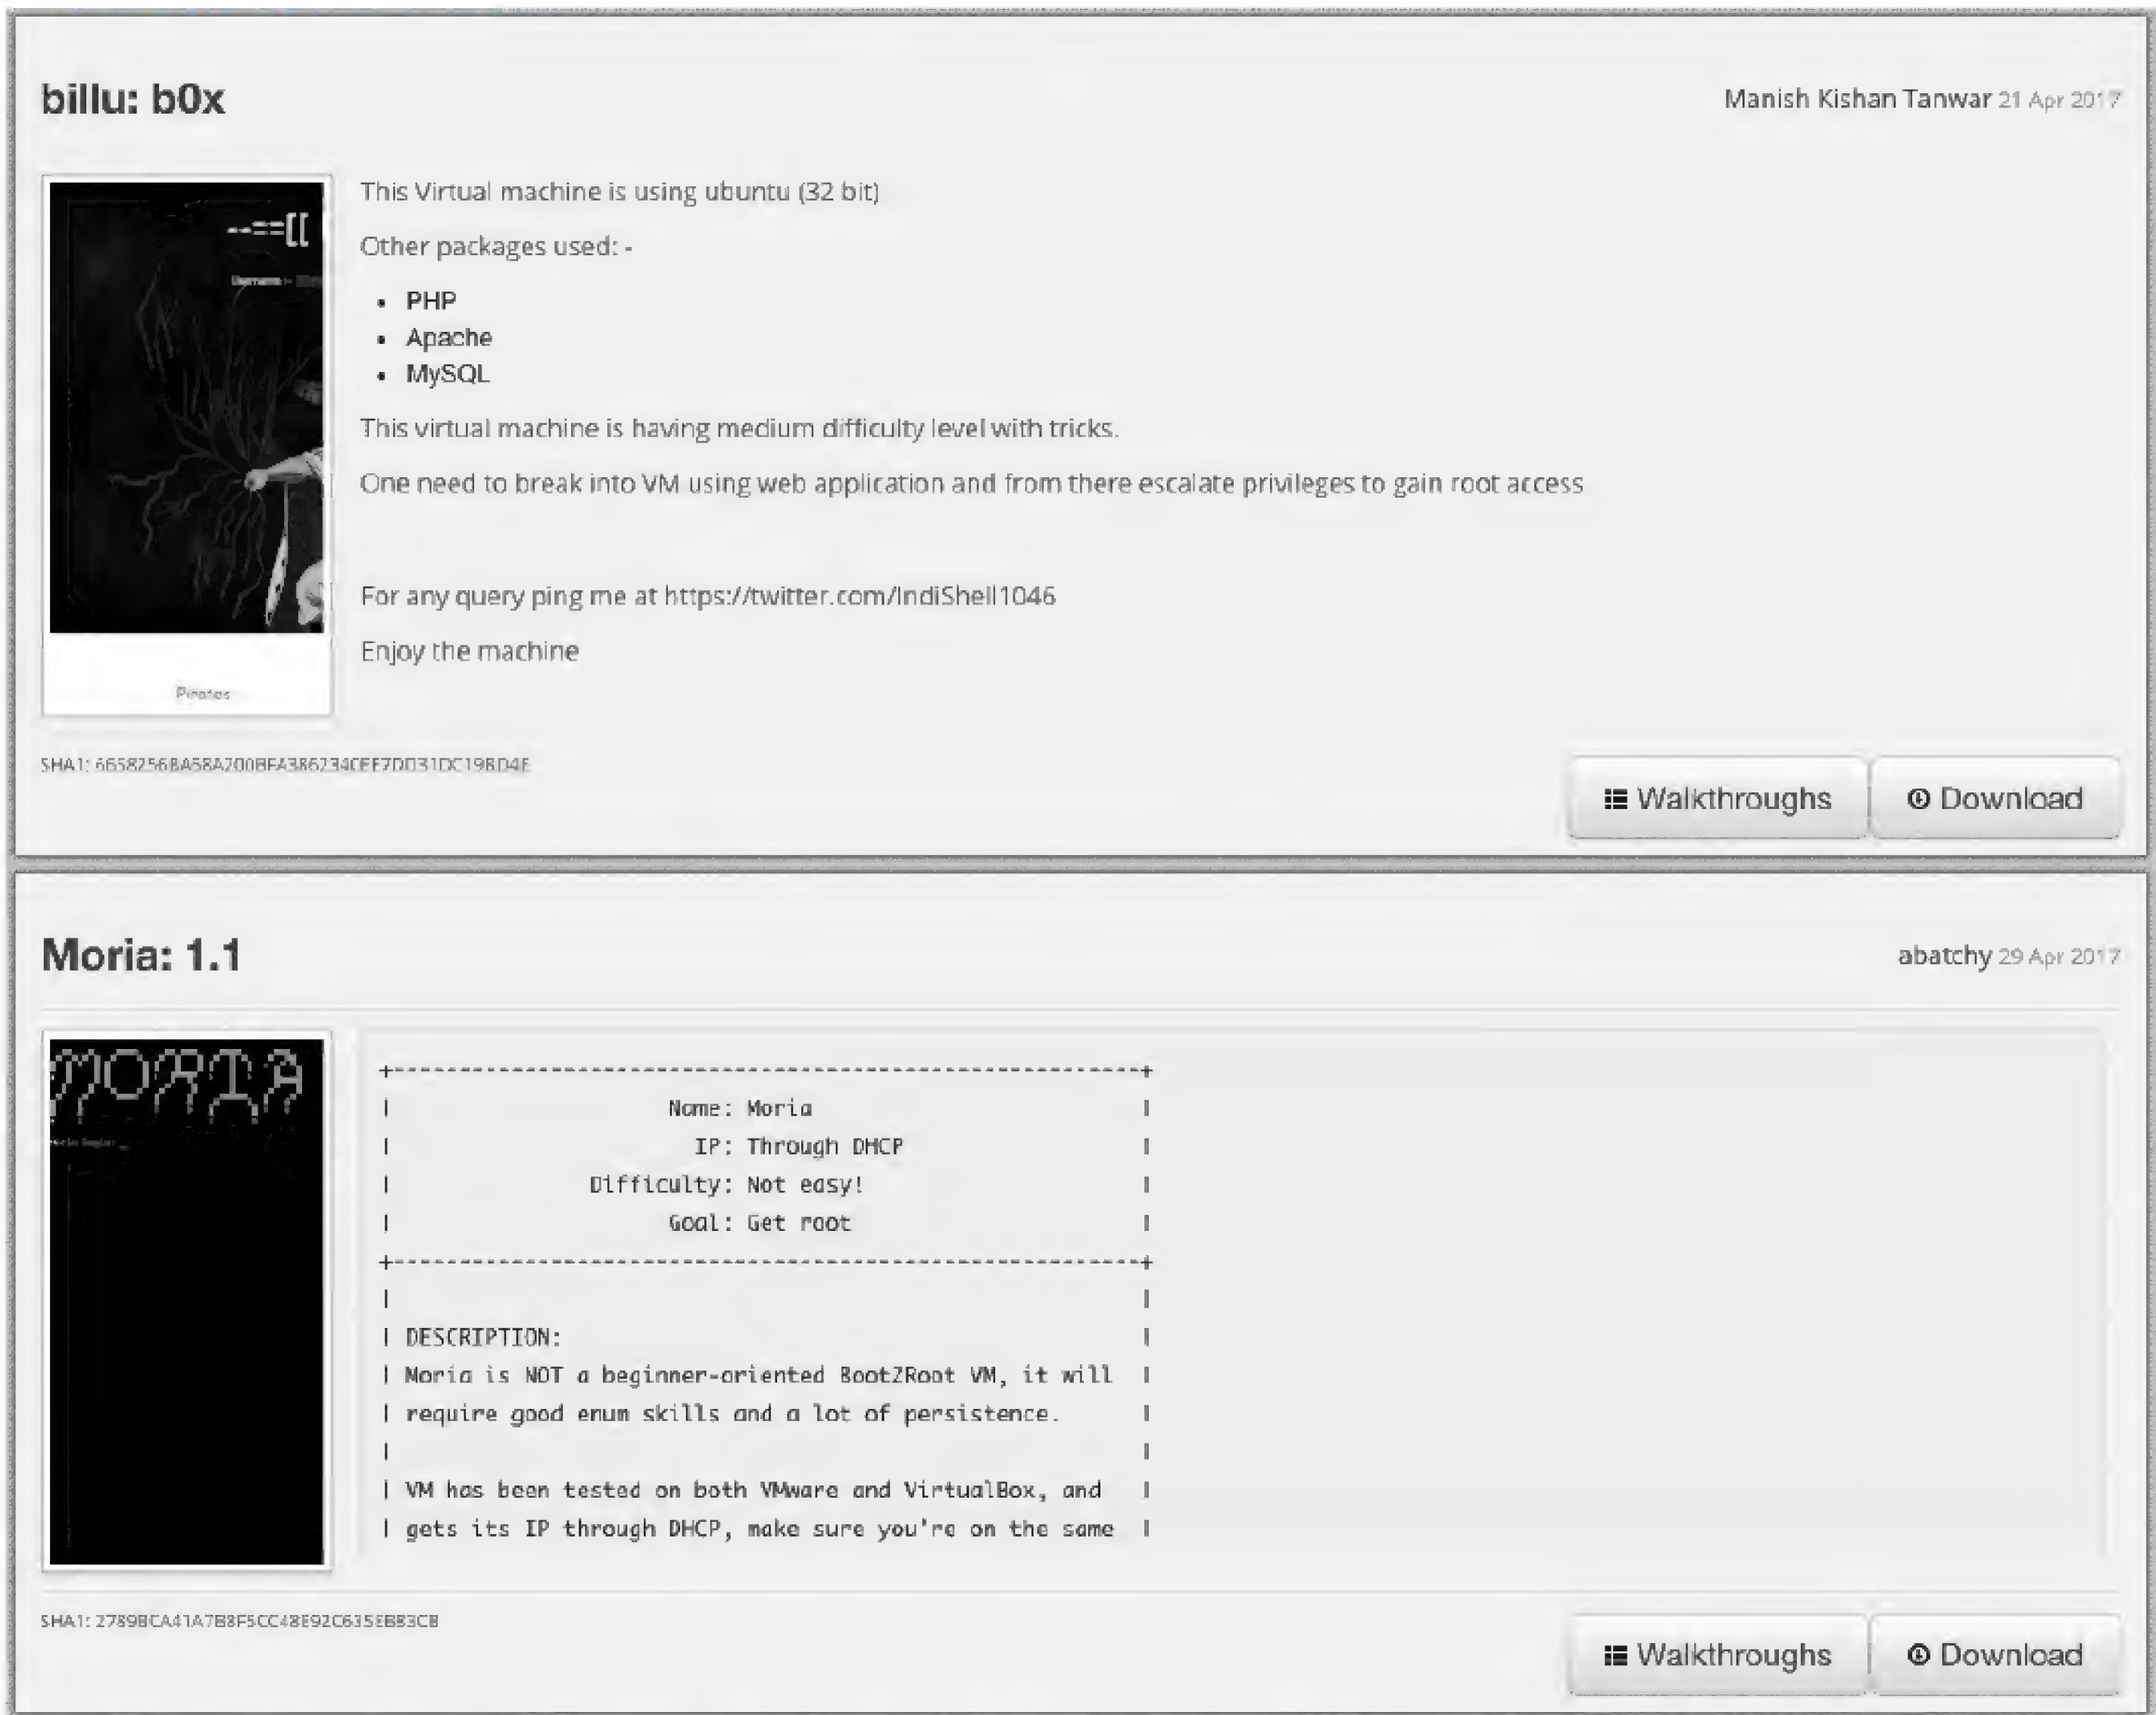 billu: b0x
Manish Kishan Tanwar 21 Apr 2017
--==[[
This Virtual machine is using ubuntu (32 bit)
Other packages used: -
• PHP
• Apache
• MySQL
This virtual machine is having medium difficulty level with tricks.
One need to break into VM using web application and from there escalate privileges to gain root access
For any query ping me at https://twitter.com/IndiShell1046
Enjoy the machine
Pirates
SHA1:
Walkthroughs
Download
Moria: 1.1
abatchy 29 Apr 2017
MORIA
+---------------------------------------------------------+
| Name: Moria |
| IP: Through DHCP |
| Difficulty: Not easy! |
| Goal: Get root |
+---------------------------------------------------------+
| |
| DESCRIPTION: |
| Moria is NOT a beginner-oriented Boot2Root VM, it will |
| require good enum skills and a lot of persistence. |
| |
| VM has been tested on both VMware and VirtualBox, and |
| gets its IP through DHCP, make sure you're on the same |
SHA1:
Walkthroughs
Download